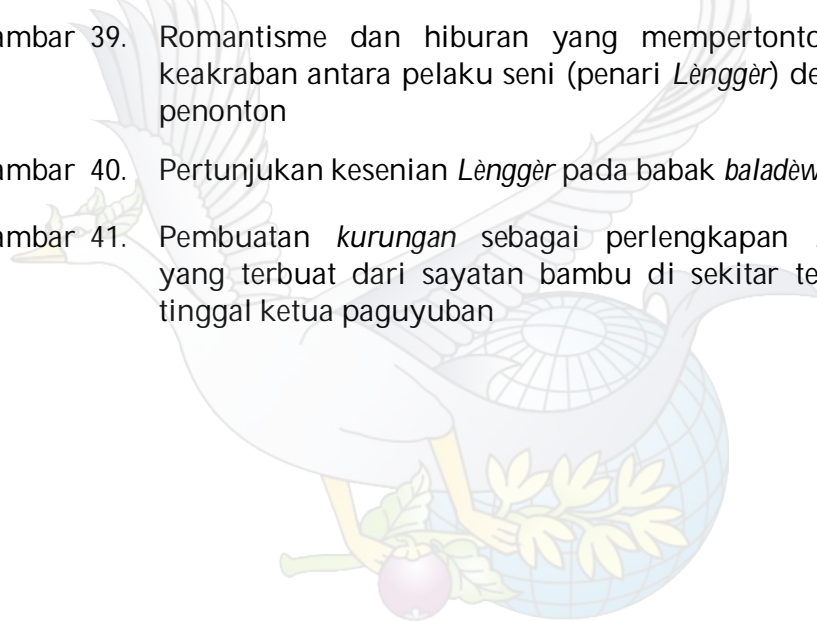 ambar 39. Romantisme dan hiburan yang mempertonto
keakraban antara pelaku seni (penari Lènggèr) de
penonton
ambar 40. Pertunjukan kesenian Lènggèr pada babak baladèw
ambar 41. Pembuatan kurungan sebagai perlengkapan
yang terbuat dari sayatan bambu di sekitar te
tinggal ketua paguyuban